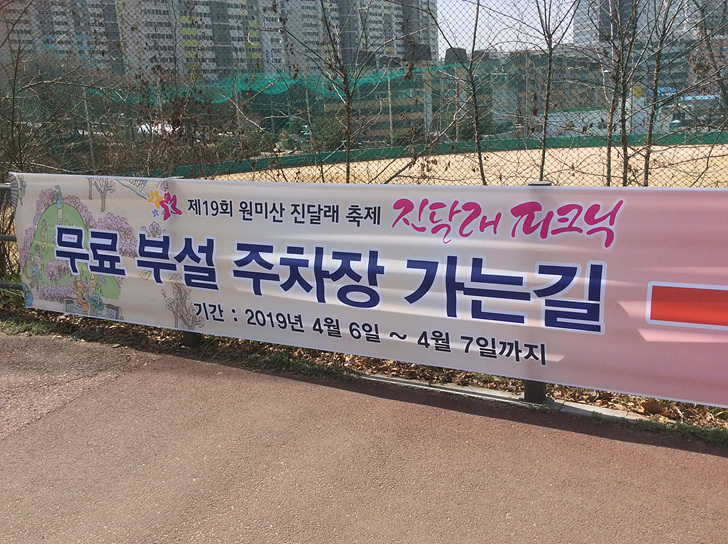 제19회 원미산 진달래 축제 진달래 피크닉
무료 부설 주차장 가는길
기간 : 2019년 4월 6일 ~ 4월 7일까지